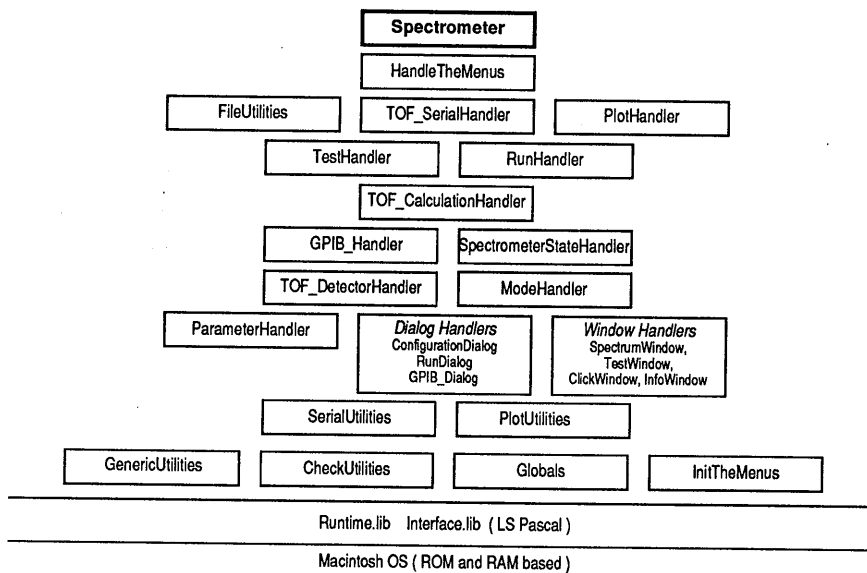 Spectrometer
HandleTheMenus
FileUtilities
TOF_SerialHandler
PlotHandler
TestHandler
RunHandler
TOF_CalculationHandler
GPIB_Handler
SpectrometerStateHandler
TOF_DetectorHandler
ModeHandler
ParameterHandler
Dialog Handlers
ConfigurationDialog
RunDialog
GPIB_Dialog
Window Handlers
SpectrumWindow,
TestWindow,
ClickWindow, InfoWindow
SerialUtilities
PlotUtilities
GenericUtilities
CheckUtilities
Globals
InitTheMenus
Runtime.lib Interface.lib ( LS Pascal )
Macintosh OS ( ROM and RAM based )